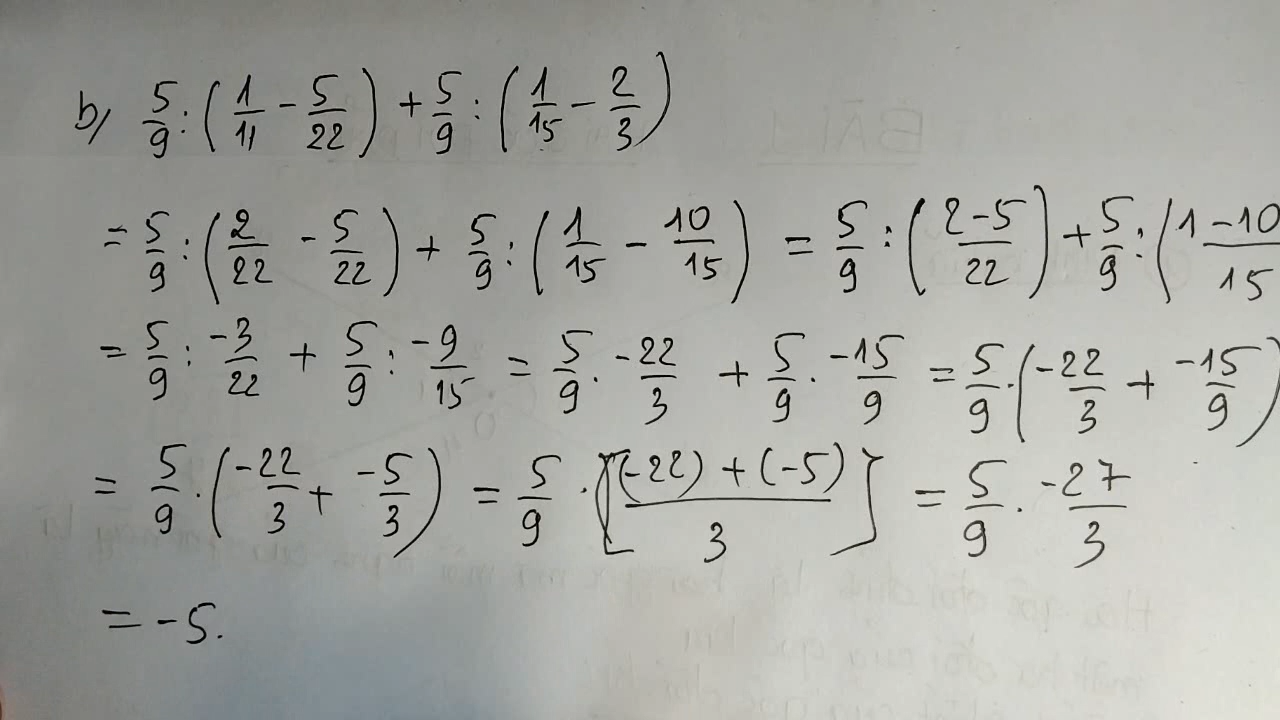 b) 5/9 : (1/11 - 5/22) + 5/9 : (1/15 - 2/3)
= 5/9 : (2/22 - 5/22) + 5/9 : (1/15 - 10/15) = 5/9 : (2-5/22) + 5/9 : (1-10/15
= 5/9 : -3/22 + 5/9 : -9/15 = 5/9 . -22/3 + 5/9 . -15/9 = 5/9 . (-22/3 + -15/9)
= 5/9 . (-22/3 + -5/3) = 5/9 . [(-22) + (-5)/3] = 5/9 . -27/3
= -5.